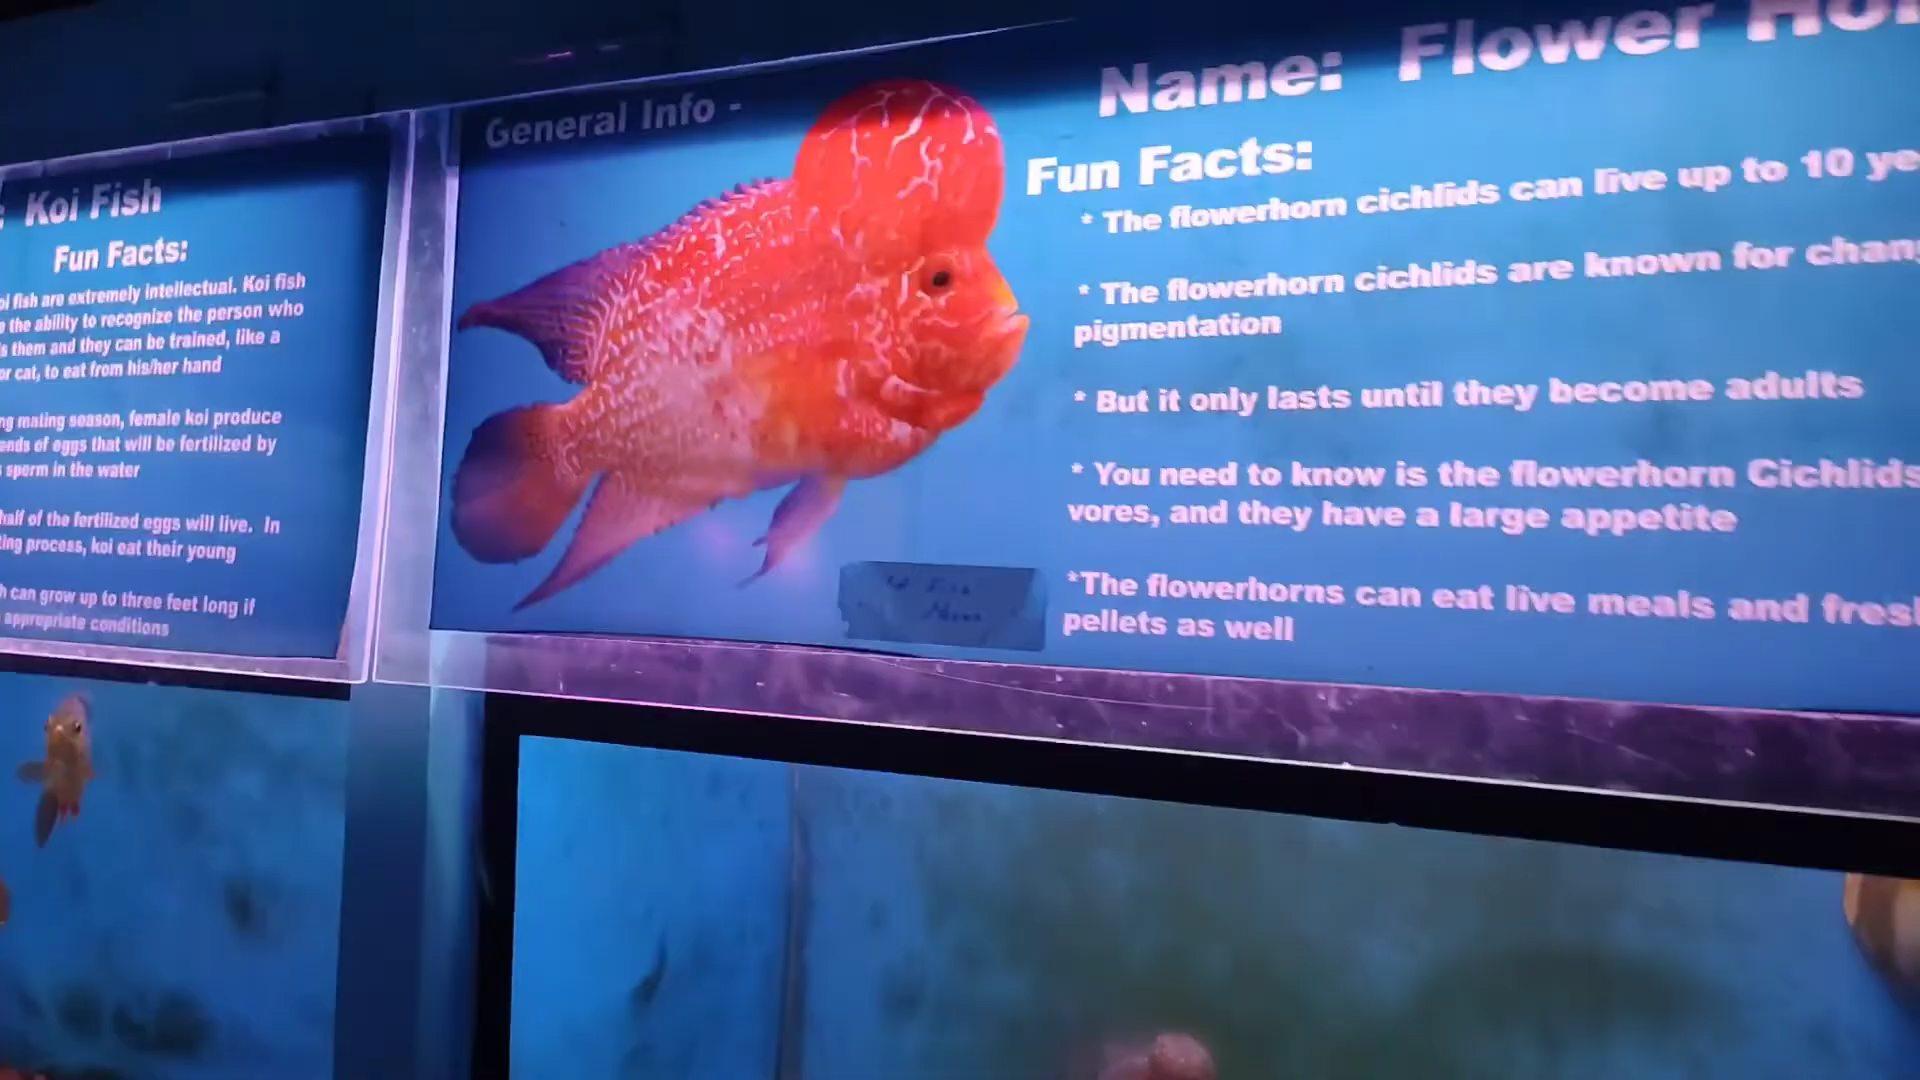 Koi Fish
Fun Facts:
fish are extremely intellectual. Koi fish
the ability to recognize the person who
them and they can be trained, like a
or cat, to eat from his/her hand
mating season, female koi produce
of eggs that will be fertilized by
sperm in the water
half of the fertilized eggs will live. In
process, koi eat their young
can grow up to three feet long if
appropriate conditions
General Info -
Name: Flower
Fun Facts:
* The flowerhorn cichlids can live up to 10
* The flowerhorn cichlids are known for
pigmentation
* But it only lasts until they become adults
* You need to know is the flowerhorn Cichlids
vores, and they have a large appetite
*The flowerhorns can eat live meals and
pellets as well